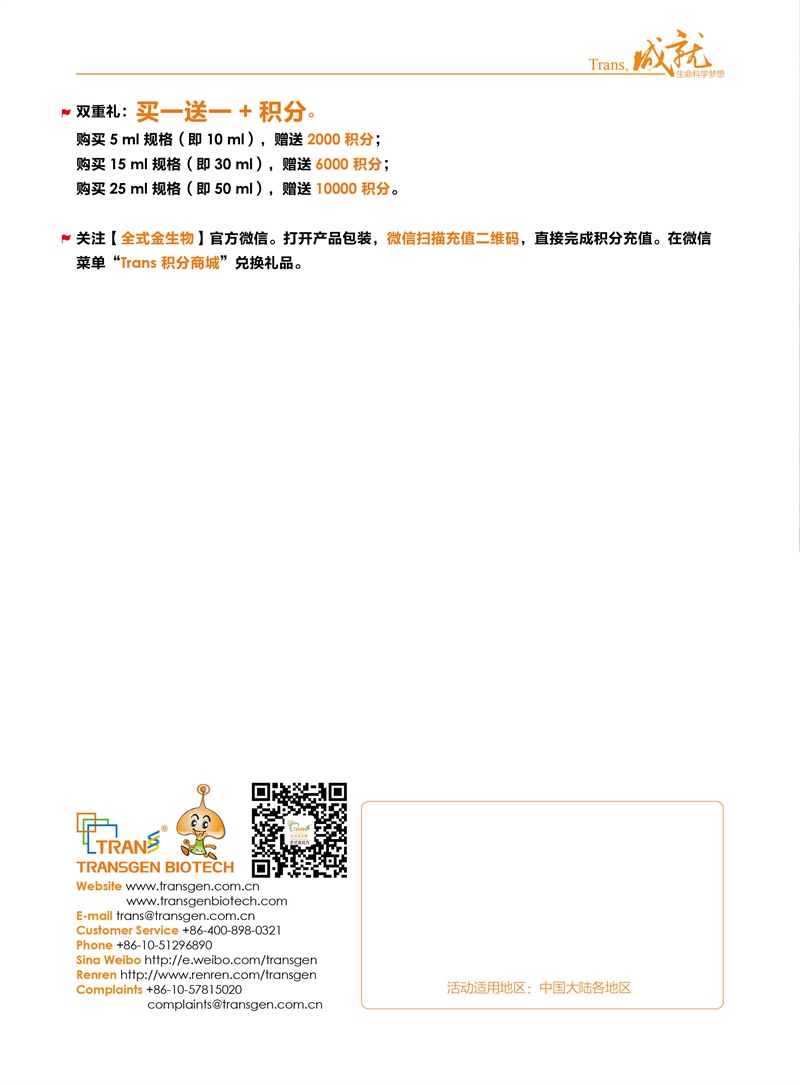 Trans, 成就
生命科学梦想
双重礼：买一送一 + 积分。
购买 5 ml 规格（即 10 ml），赠送 2000 积分；
购买 15 ml 规格（即 30 ml），赠送 6000 积分；
购买 25 ml 规格（即 50 ml），赠送 10000 积分。
关注【全式金生物】官方微信。打开产品包装，微信扫描充值二维码，直接完成积分充值。在微信
菜单“Trans 积分商城”兑换礼品。
TRANS®
TRANSGEN BIOTECH
Website www.transgen.com.cn
www.transgenbiotech.com
E-mail trans@transgen.com.cn
Customer Service +86-400-898-0321
Phone +86-10-51296890
Sina Weibo http://e.weibo.com/transgen
Renren http://www.renren.com/transgen
Complaints +86-10-57815020
complaints@transgen.com.cn
活动适用地区：中国大陆各地区